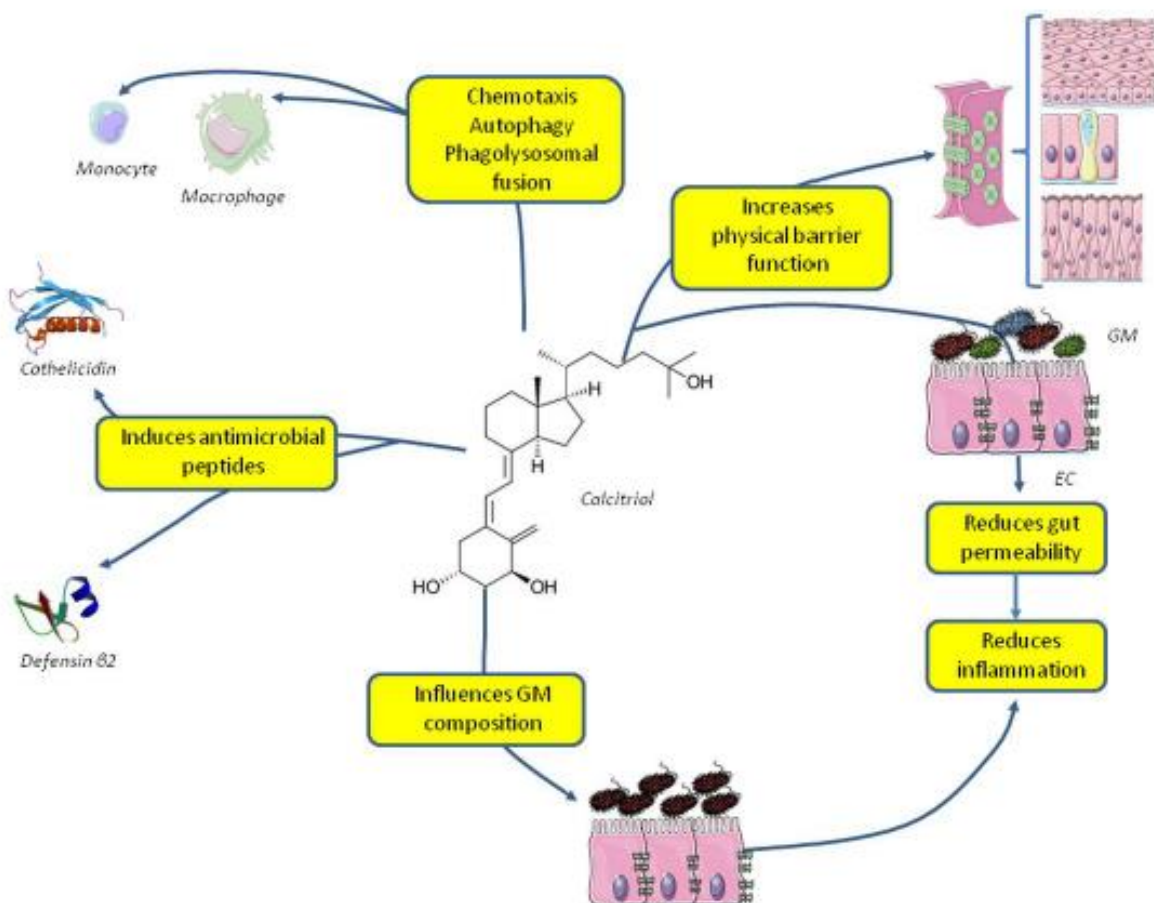 Chemotaxis
Autophagy
Phagolysosomal
fusion
Monocyte
Macrophage
Increases
physical barrier
function
GM
Cathelicidin
Induces antimicrobial
peptides
H
OH
H
Calcitriol
EC
Reduces gut
permeability
HO
OH
Defensin β2
Reduces
inflammation
Influences GM
composition